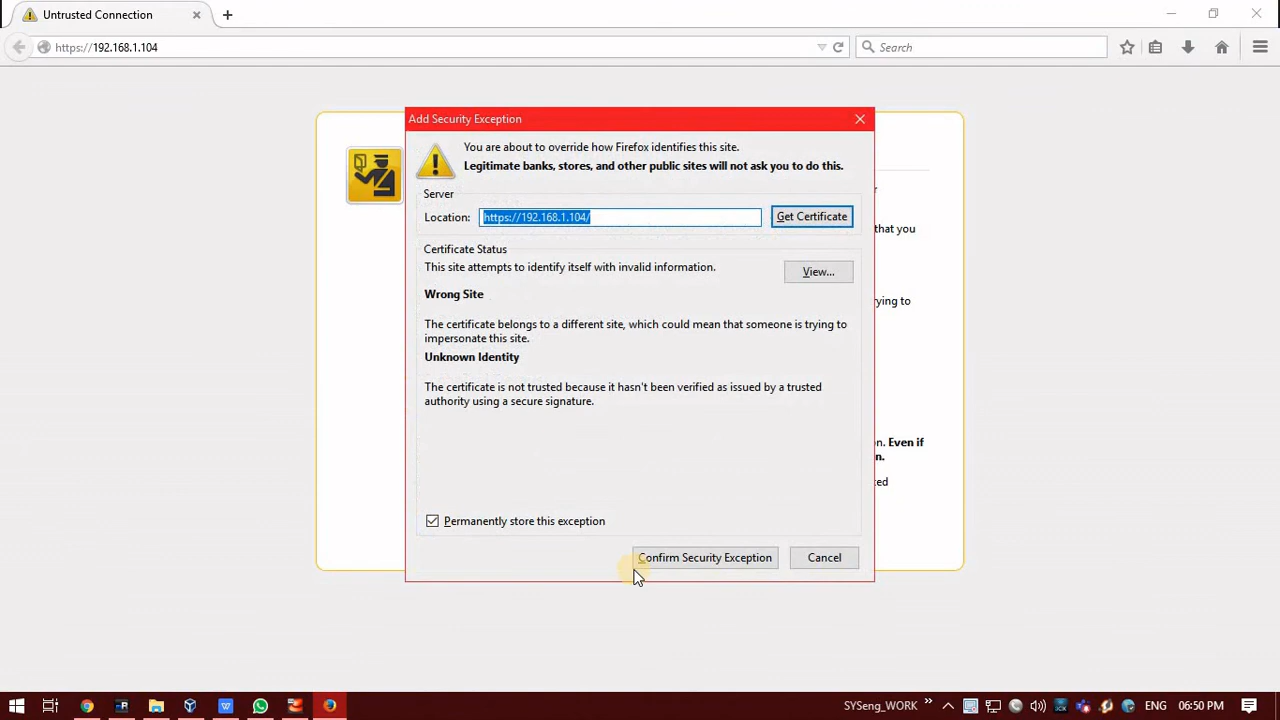 Untrusted Connection
https://192.168.1.104
Search
Add Security Exception
You are about to override how Firefox identifies this site.
Legitimate banks, stores, and other public sites will not ask you to do this.
Server
Location: https://192.168.1.104/ Get Certificate
that you
Certificate Status
This site attempts to identify itself with invalid information. View...
Wrong Site
rying to
The certificate belongs to a different site, which could mean that someone is trying to
impersonate this site.
Unknown Identity
The certificate is not trusted because it hasn't been verified as issued by a trusted
authority using a secure signature.
n. Even if
n.
ed
Permanently store this exception
Confirm Security Exception Cancel
SYSeng_WORK » ENG 06:50 PM